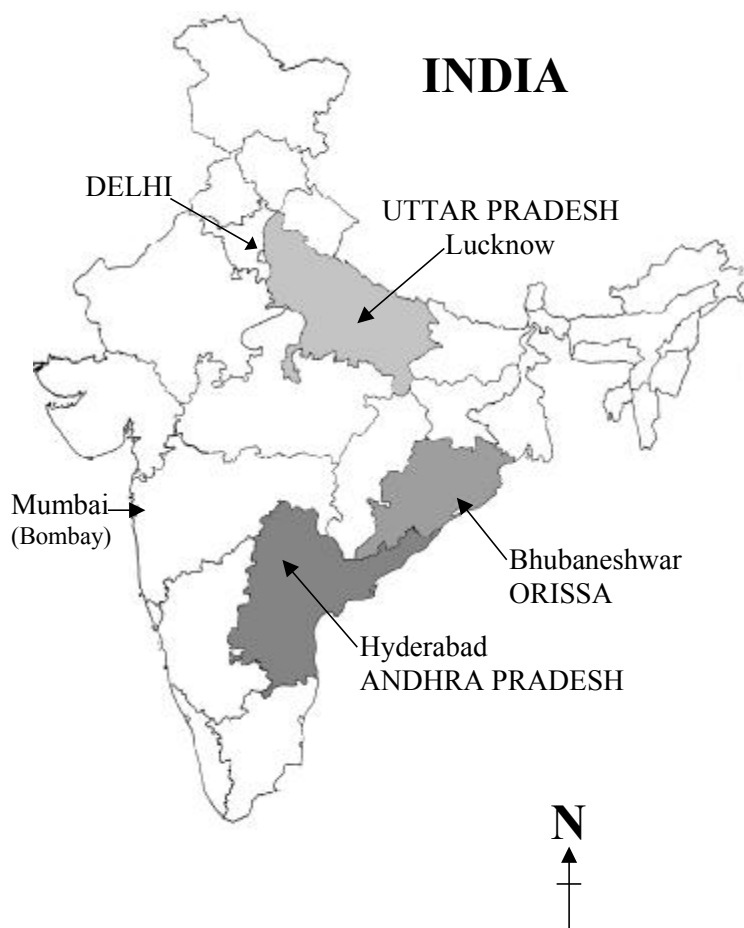 INDIA
DELHI
UTTAR PRADESH
Lucknow
Mumbai
(Bombay)
Bhubaneshwar
ORISSA
Hyderabad
ANDHRA PRADESH
N